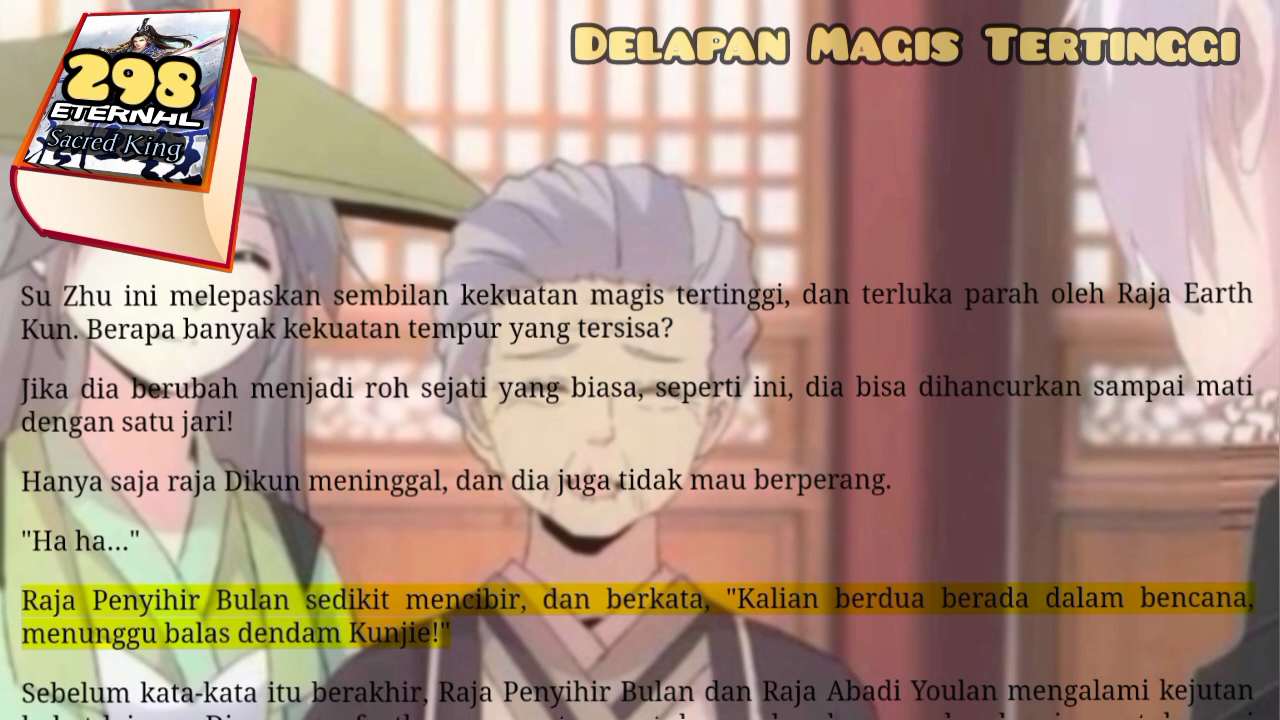 Delapan Magis Tertinggi
298
ETERNAL
Sacred King
Su Zhu ini melepaskan sembilan kekuatan magis tertinggi, dan terluka parah oleh Raja Earth
Kun. Berapa banyak kekuatan tempur yang tersisa?
Jika dia berubah menjadi roh sejati yang biasa, seperti ini, dia bisa dihancurkan sampai mati
dengan satu jari!
Hanya saja raja Dikun meninggal, dan dia juga tidak mau berperang.
"Ha ha..."
Raja Penyihir Bulan sedikit mencibir, dan berkata, "Kalian berdua berada dalam bencana,
menunggu balas dendam Kunjie!"
Sebelum kata-kata itu berakhir, Raja Penyihir Bulan dan Raja Abadi Youlan mengalami kejutan